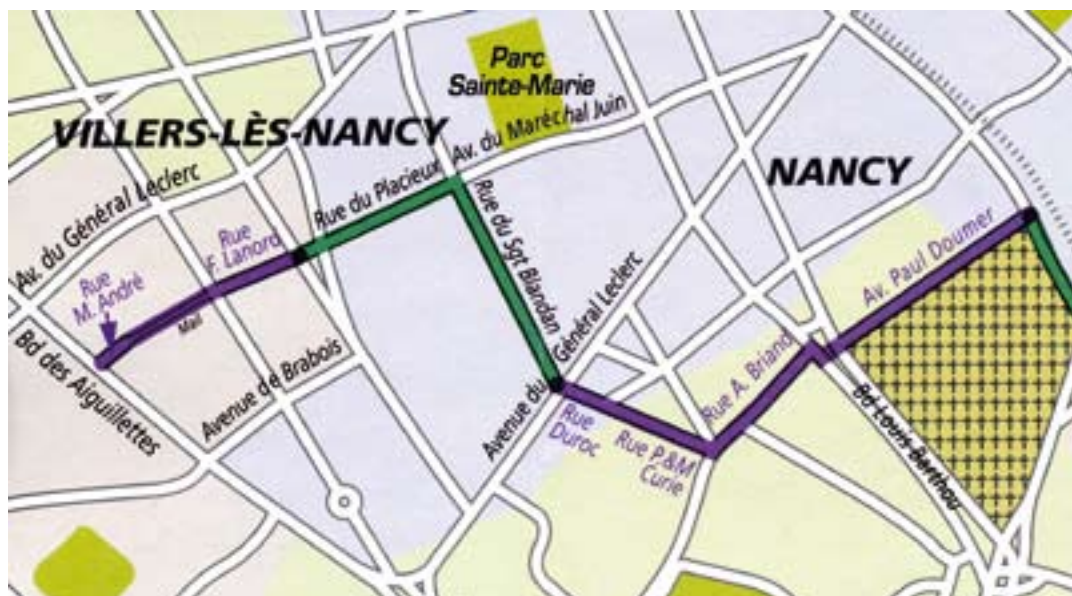 Parc
Sainte-Marie
VILLERS-LÈS-NANCY
Av. du Maréchal Juin
NANCY
Av. du Général Leclerc
Rue du Placieux
Rue
F. Lanord
Rue
M. André
Mail
Rue du Sgt Blandan
Av. Paul Doumer
Bd des Aiguillettes
Avenue de Brabois
Avenue du Général Leclerc
Rue
Duroc
Rue P&M
Curie
Rue A. Briand
Bd Louis Barthou